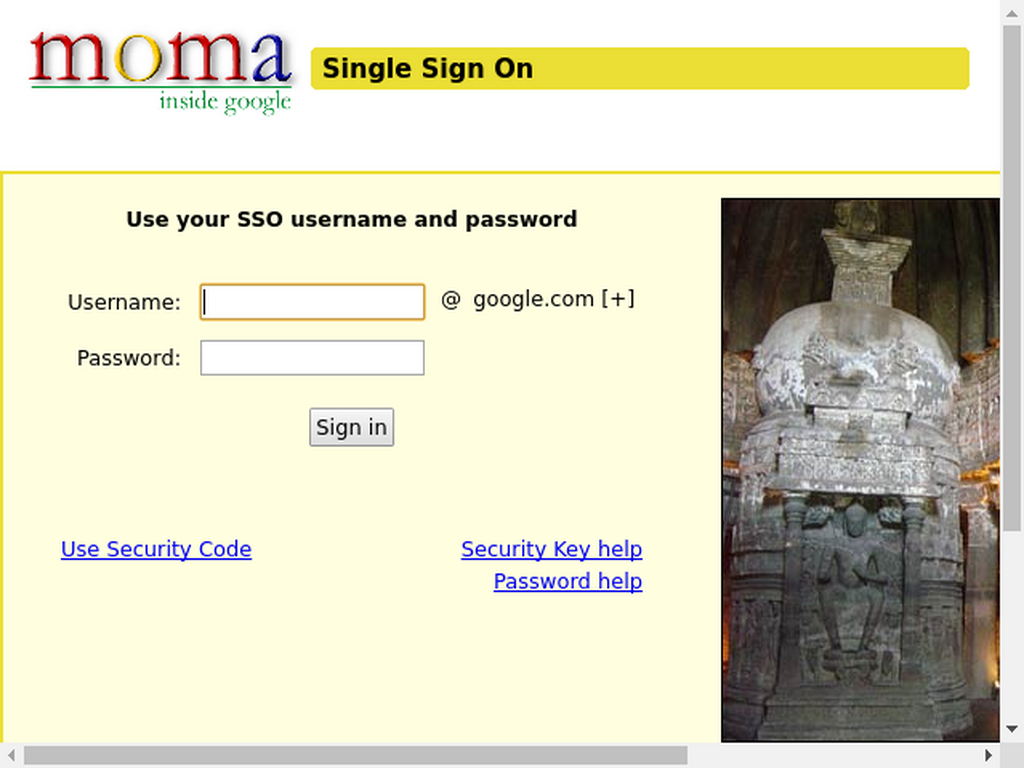 moma
inside google
Single Sign On
Use your SSO username and password
Username: @ google.com [+]
Password:
Sign in
Use Security Code
Security Key help
Password help